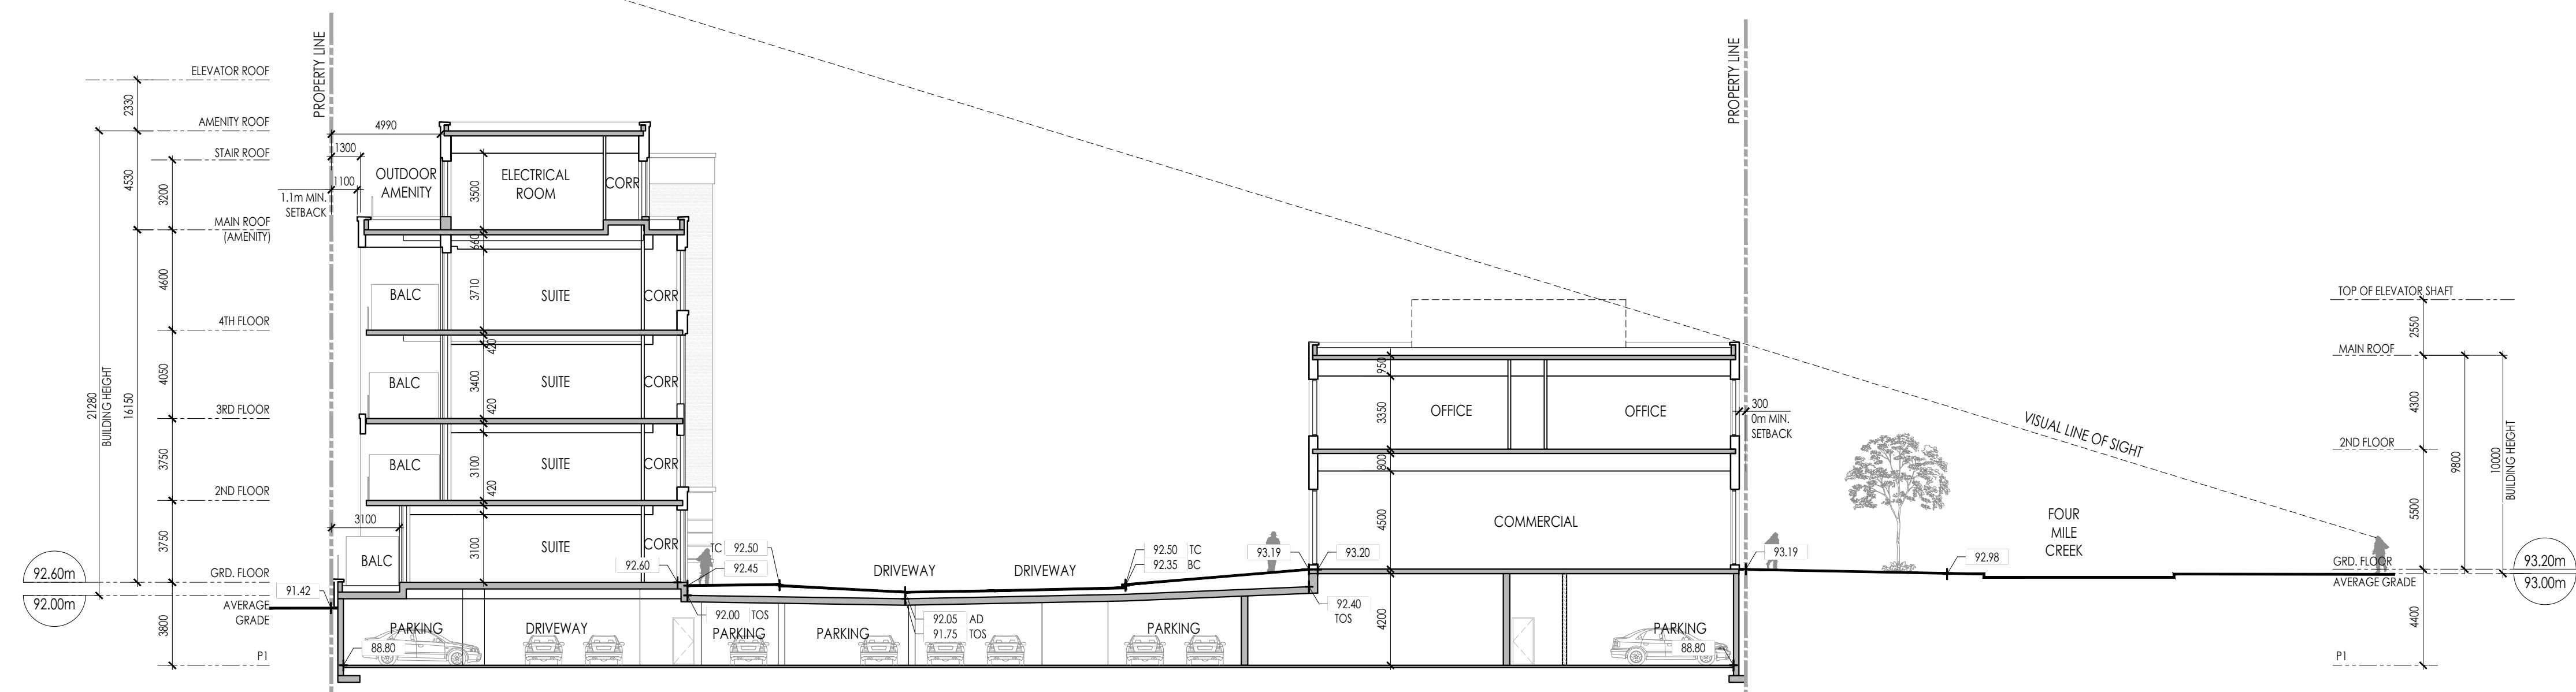 PROPERTY LINE
ELEVATOR ROOF
2330
AMENITY ROOF
4990
STAIR ROOF
1300
4530
3200
1100
1.1m MIN.
SETBACK
OUTDOOR
AMENITY
ELECTRICAL
ROOM
3500
CORR
MAIN ROOF
(AMENITY)
660
4600
BALC
3710
SUITE
CORR
4TH FLOOR
420
21280
BUILDING HEIGHT
16150
4050
BALC
3400
SUITE
CORR
3RD FLOOR
420
3750
BALC
3100
SUITE
CORR
2ND FLOOR
420
3100
3750
BALC
3100
SUITE
CORR
GRD. FLOOR
92.60m
92.00m
91.42
AVERAGE
GRADE
3800
P1
88.80
PARKING
DRIVEWAY
PARKING
PARKING
PARKING
92.60
92.45
TC 92.50
92.00 TOS
DRIVEWAY
DRIVEWAY
92.05 AD
91.75 TOS
92.50 TC
92.35 BC
93.19
93.20
92.40
TOS
4200
PARKING
88.80
PROPERTY LINE
950
3350
OFFICE
OFFICE
800
4500
COMMERCIAL
300
0m MIN.
SETBACK
VISUAL LINE OF SIGHT
93.19
92.98
FOUR
MILE
CREEK
TOP OF ELEVATOR SHAFT
2550
MAIN ROOF
4300
2ND FLOOR
9800
10000
BUILDING HEIGHT
5500
GRD. FLOOR
AVERAGE GRADE
93.20m
93.00m
4400
P1